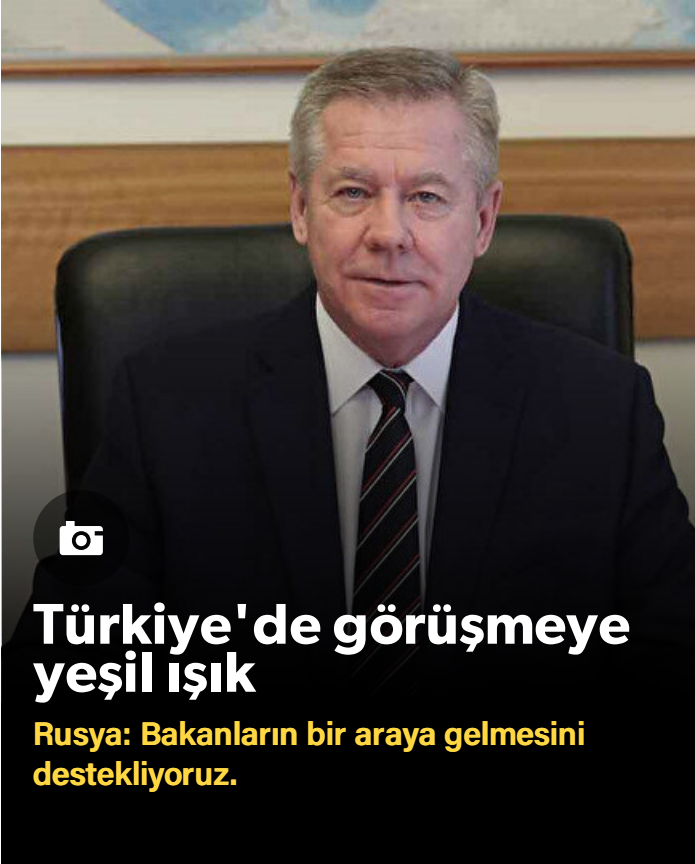 Türkiye'de görüşmeye
yeşil ışık
Rusya: Bakanların bir araya gelmesini
destekliyoruz.